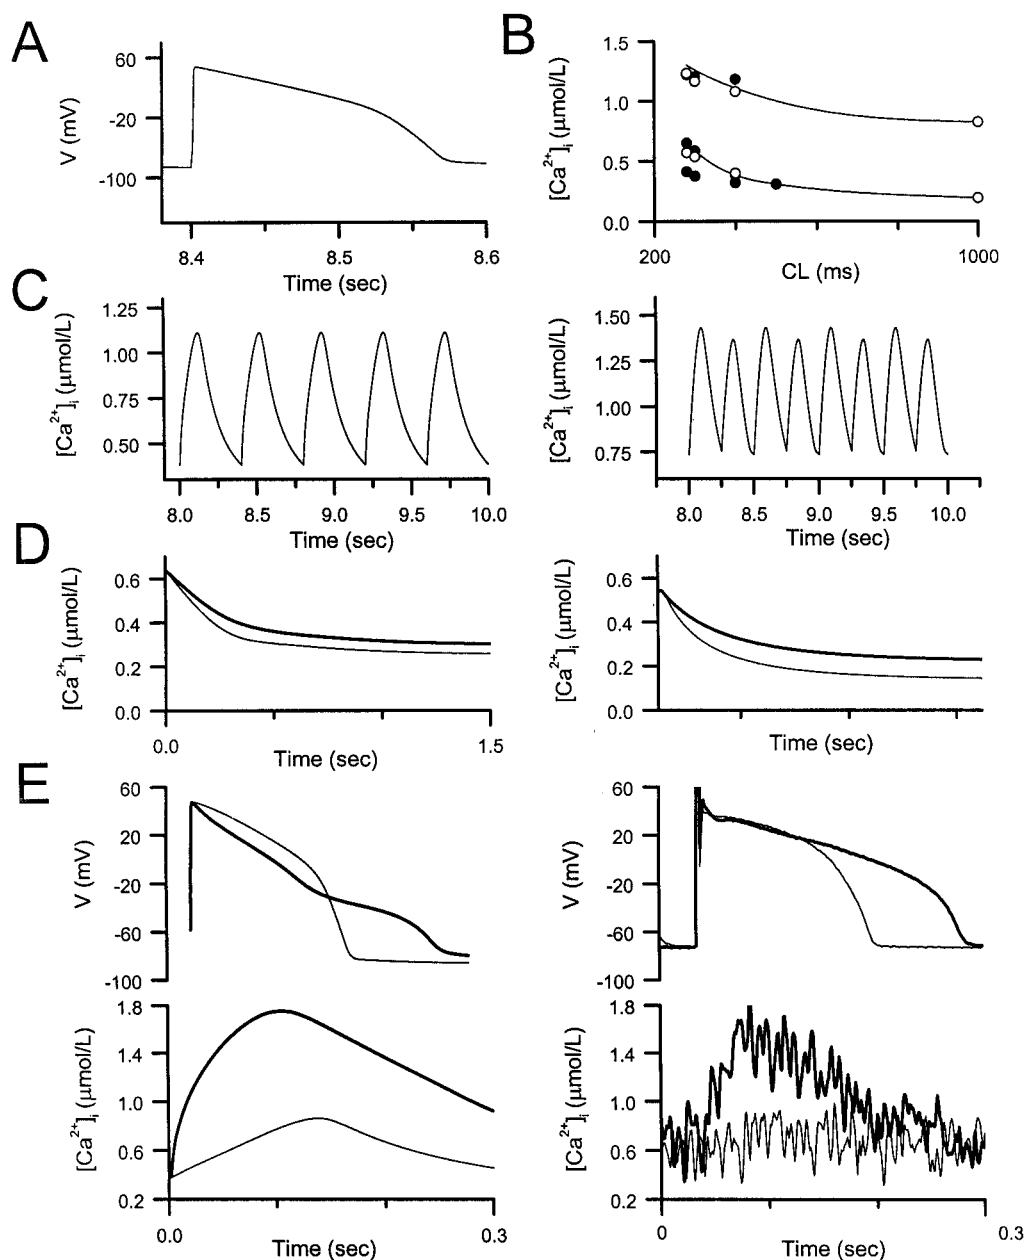 A
V (mV)
60
-20
-100
8.4
8.5
8.6
Time (sec)
B
[Ca²⁺]ᵢ (μmol/L)
1.5
1.0
0.5
0.0
200
1000
CL (ms)
C
[Ca²⁺]ᵢ (μmol/L)
1.25
1.00
0.75
0.50
8.0
8.5
9.0
9.5
10.0
Time (sec)
[Ca²⁺]ᵢ (μmol/L)
1.50
1.25
1.00
0.75
8.0
8.5
9.0
9.5
10.0
Time (sec)
D
[Ca²⁺]ᵢ (μmol/L)
0.6
0.4
0.2
0.0
0.0
1.5
Time (sec)
[Ca²⁺]ᵢ (μmol/L)
0.6
0.4
0.2
0.0
Time (sec)
E
V (mV)
60
20
-20
-60
-100
V (mV)
60
20
-20
-60
-100
[Ca²⁺]ᵢ (μmol/L)
1.8
1.4
1.0
0.6
0.2
0.0
0.3
Time (sec)
[Ca²⁺]ᵢ (μmol/L)
1.8
1.4
1.0
0.6
0.2
0
0.3
Time (sec)